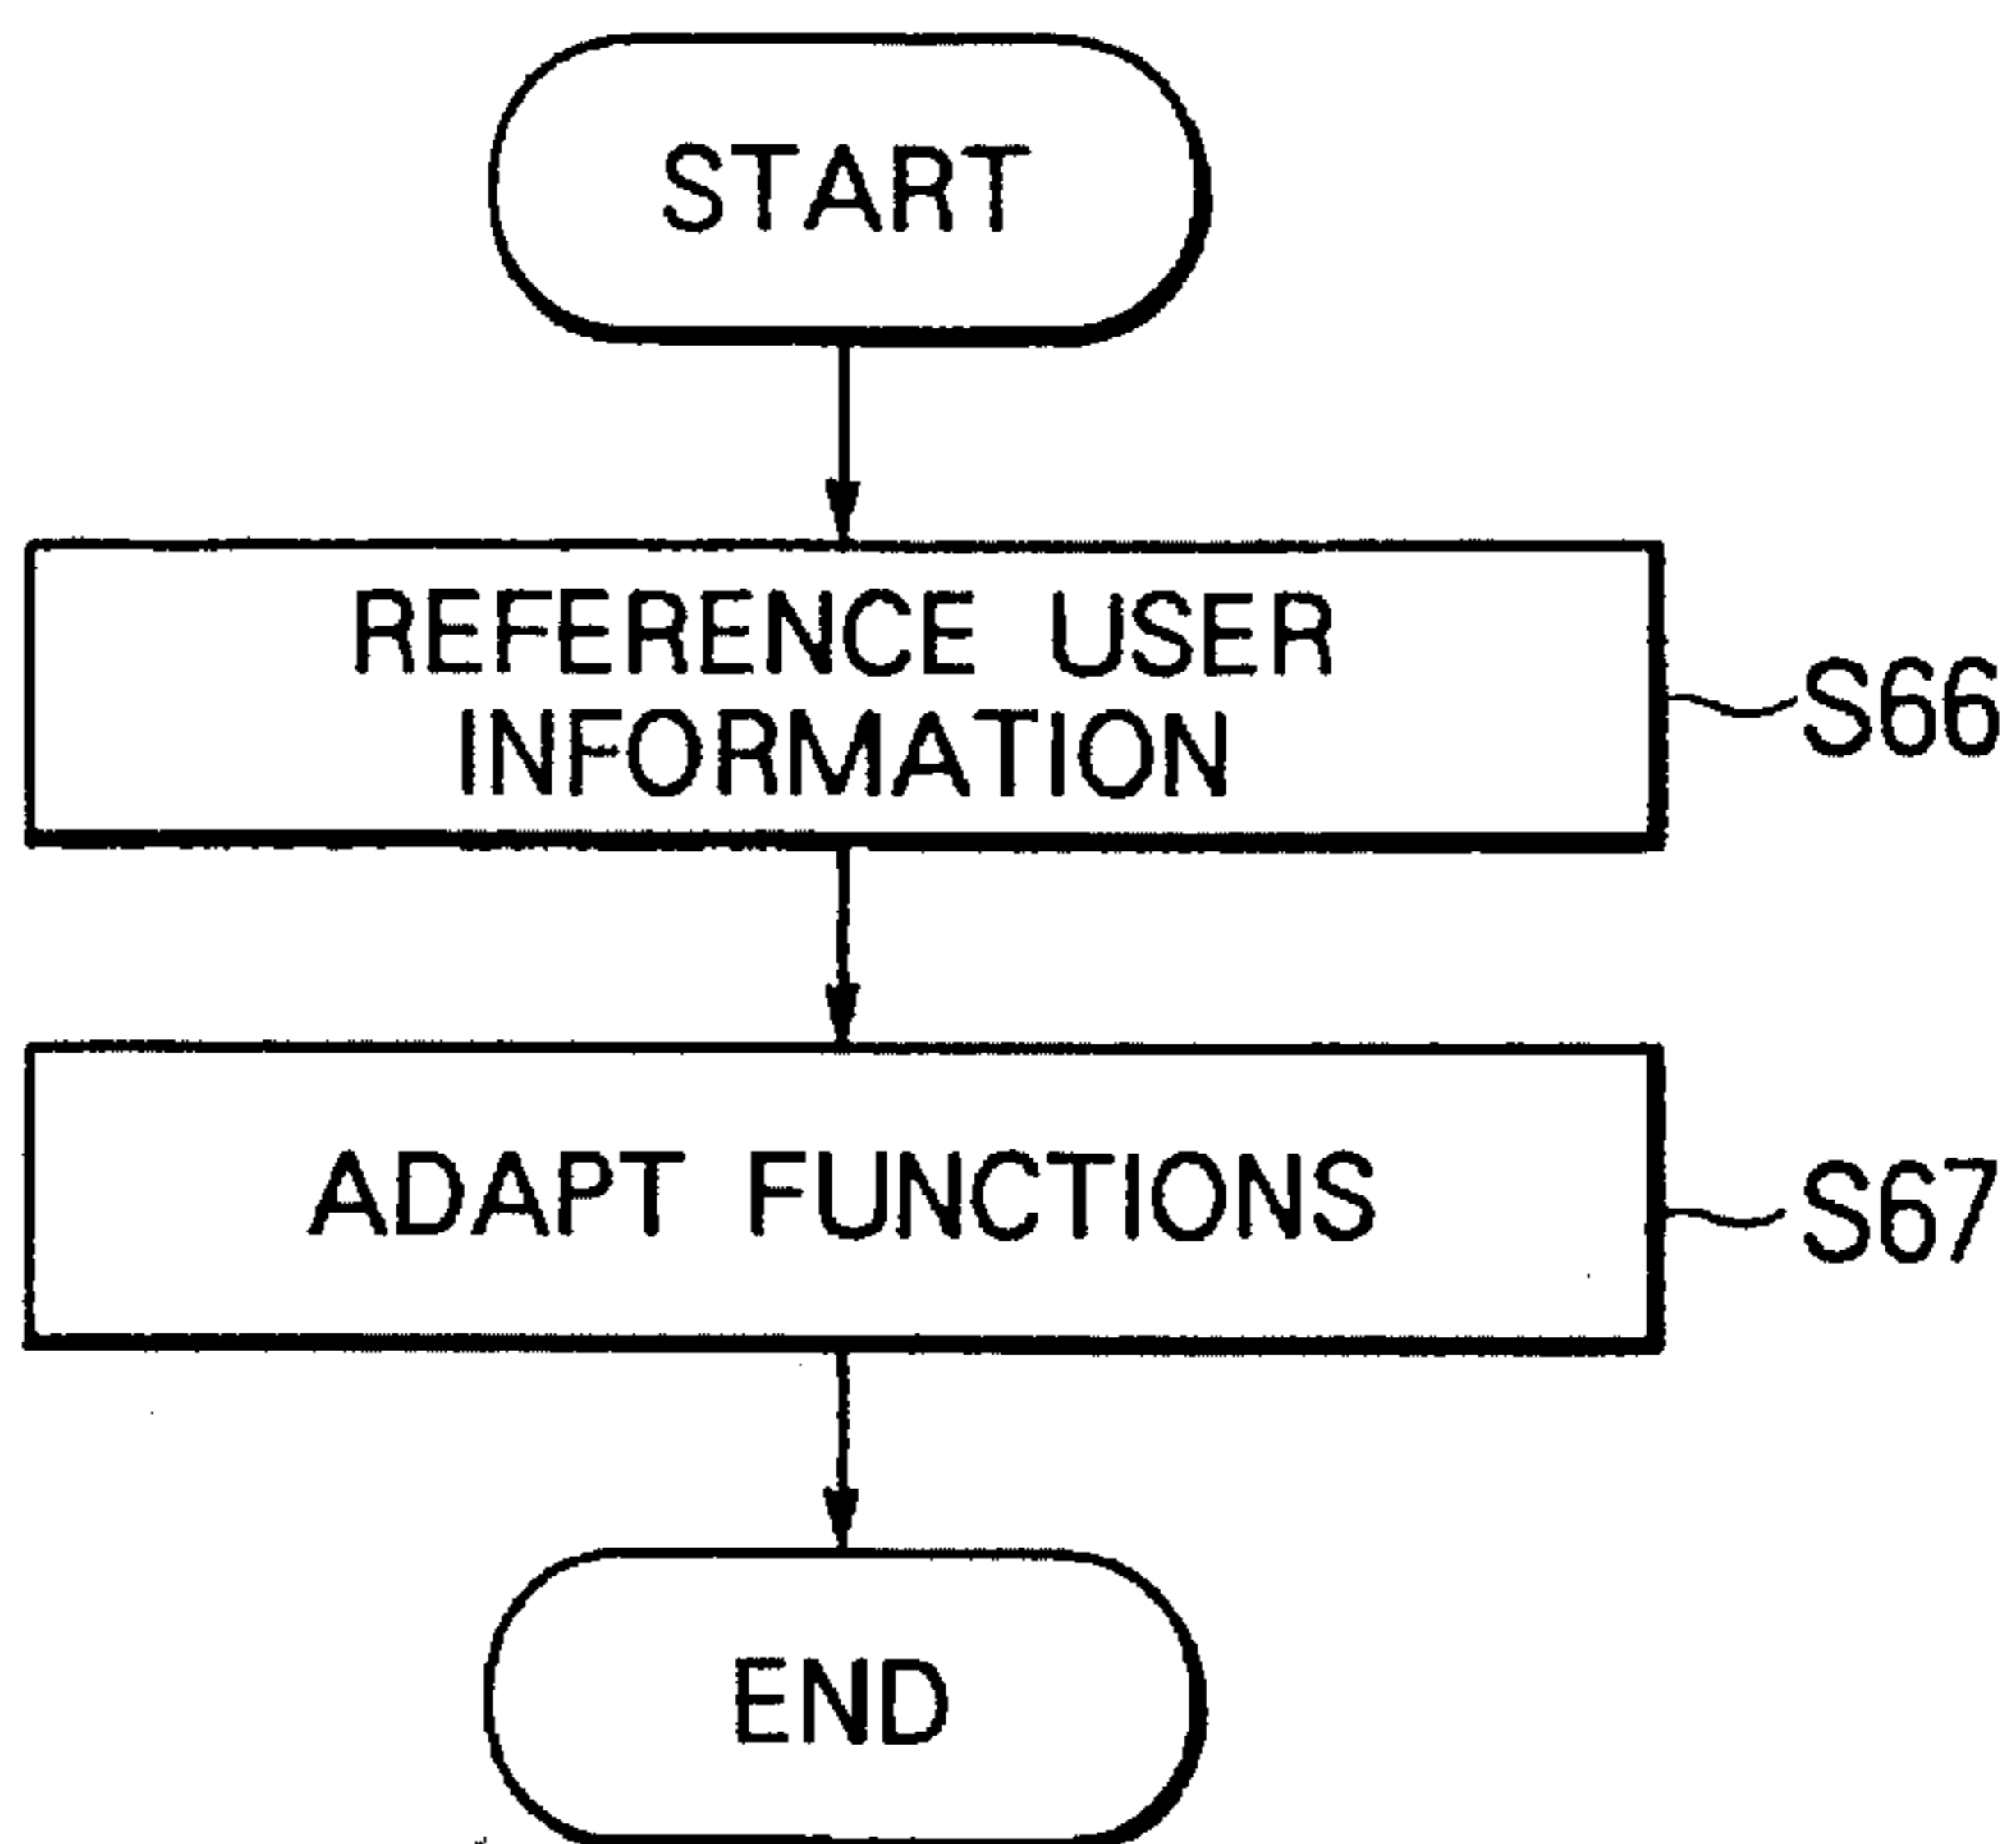 START
REFERENCE USER
INFORMATION
S66
ADAPT FUNCTIONS
S67
END